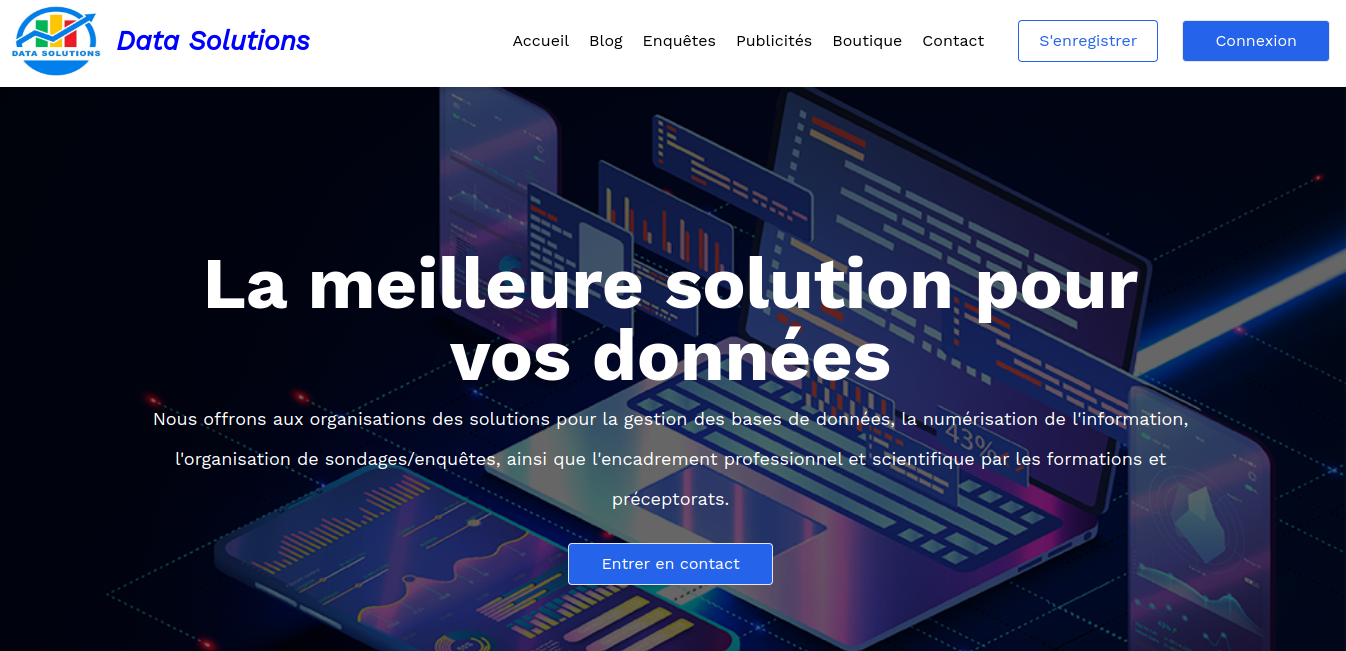 DATA SOLUTIONS
Data Solutions
Accueil Blog Enquêtes Publicités Boutique Contact S'enregistrer Connexion
La meilleure solution pour
vos données
Nous offrons aux organisations des solutions pour la gestion des bases de données, la numérisation de l'information,
43%
l'organisation de sondages/enquêtes, ainsi que l'encadrement professionnel et scientifique par les formations et
préceptorats.
Entrer en contact